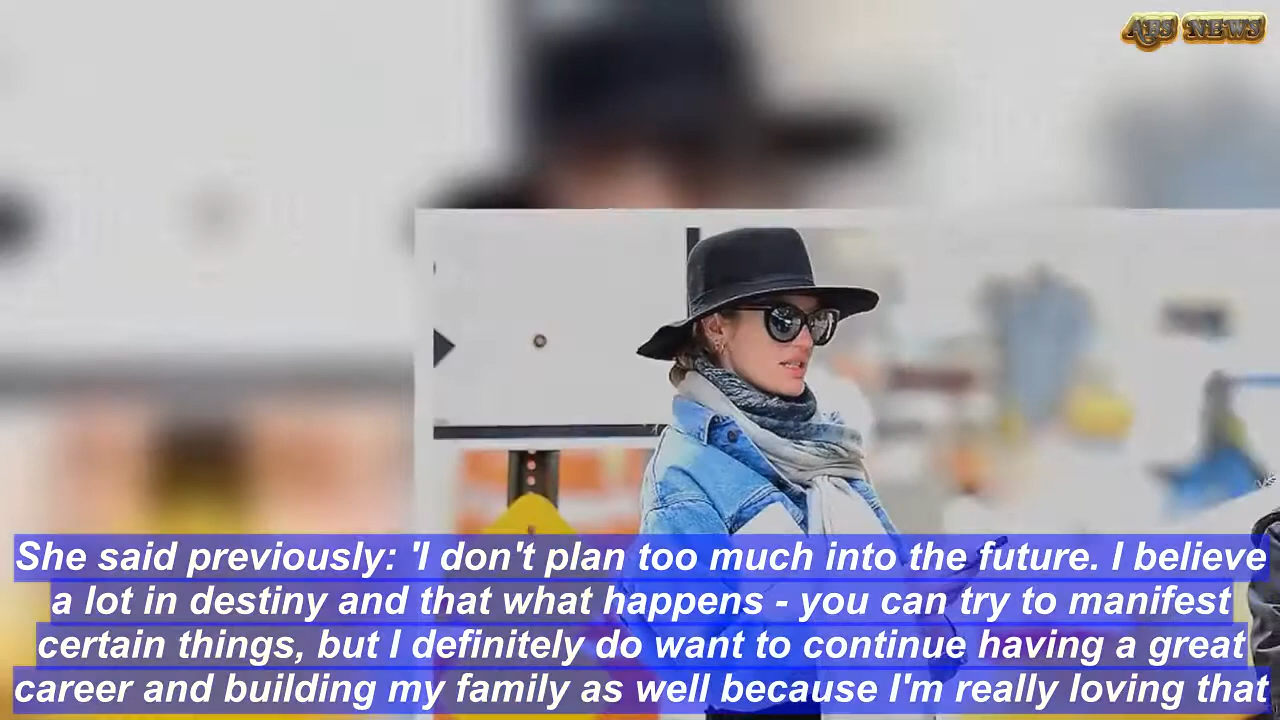 ABS NEWS
She said previously: 'I don't plan too much into the future. I believe
a lot in destiny and that what happens - you can try to manifest
certain things, but I definitely do want to continue having a great
career and building my family as well because I'm really loving that